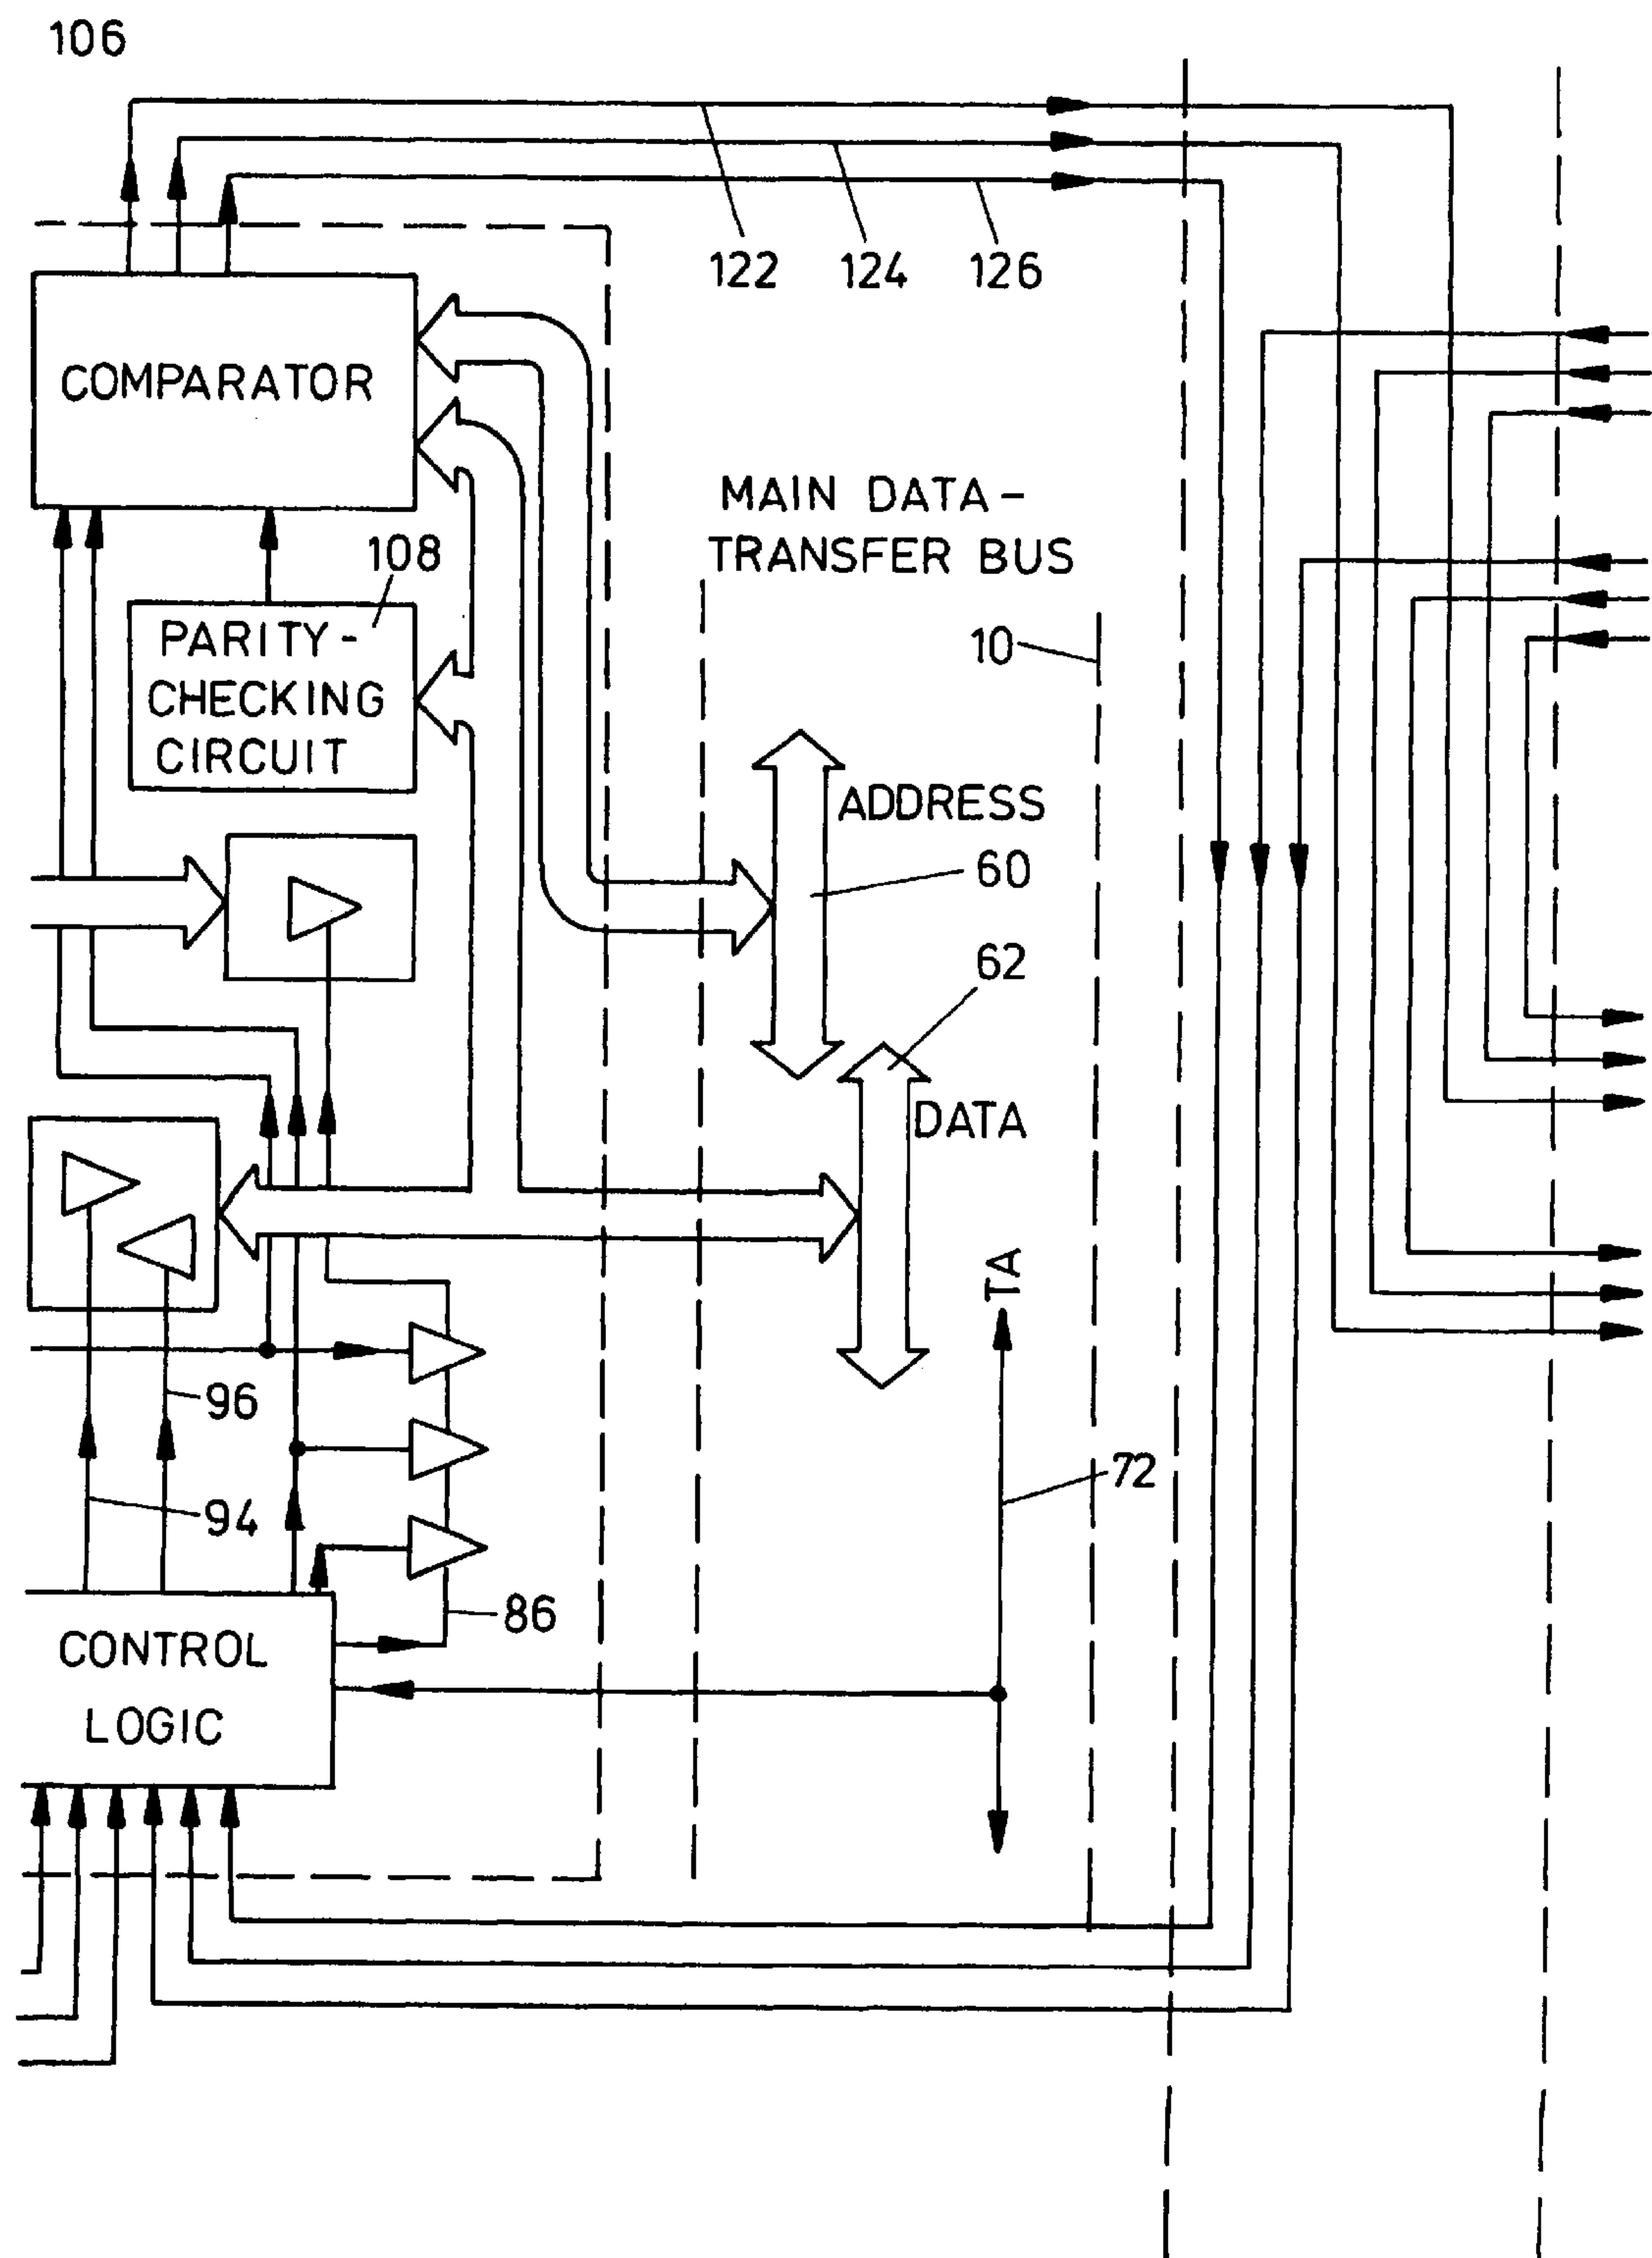 106
122
124
126
COMPARATOR
MAIN DATA-
TRANSFER BUS
108
PARITY-
CHECKING
CIRCUIT
10
ADDRESS
60
62
DATA
TA
96
72
94
86
CONTROL
LOGIC